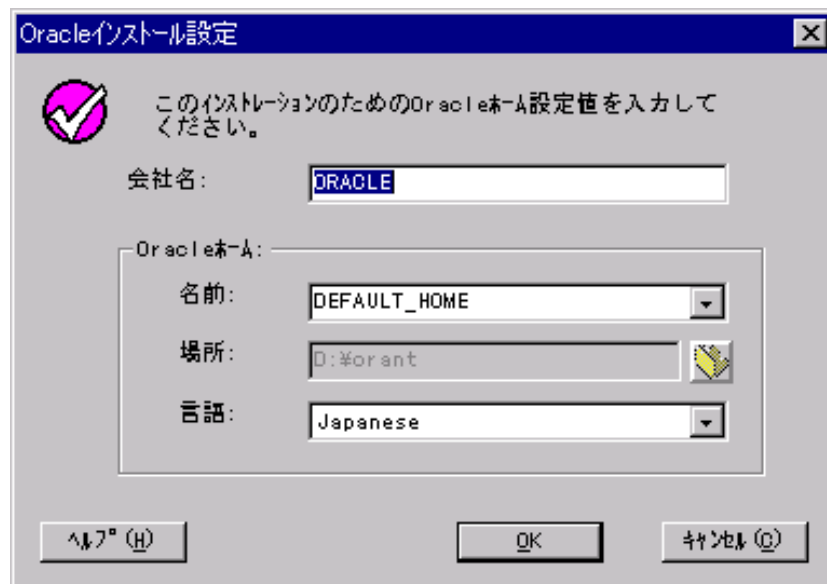 Oracleインストール設定
このインストレーションのためのOracleホーム設定値を入力して
ください。
会社名:
ORACLE
Oracleホーム:
名前:
DEFAULT_HOME
場所:
D:¥orant
言語:
Japanese
ヘルプ(H)
OK
キャンセル(C)